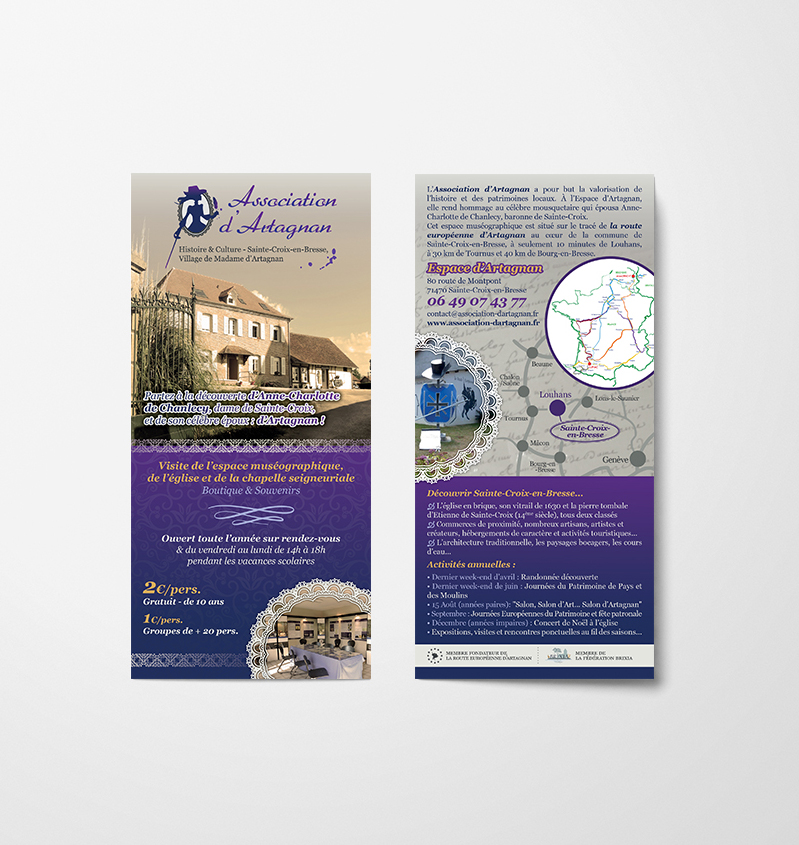 Association
d'Artagnan
Histoire & Culture - Sainte-Croix-en-Bresse,
Village de Madame d'Artagnan
Partez à la découverte d'Anne-Charlotte
de Chanlecy, dame de Sainte-Croix,
et de son célèbre époux : d'Artagnan !
Visite de l'espace muséographique,
de l'église et de la chapelle seigneuriale
Boutique & Souvenirs
Ouvert toute l'année sur rendez-vous
& du vendredi au lundi de 14h à 18h
pendant les vacances scolaires
2€/pers.
Gratuit - de 10 ans
1€/pers.
Groupes de + 20 pers.
L'Association d'Artagnan a pour but la valorisation de
l'histoire et des patrimoines locaux. À l'Espace d'Artagnan,
elle rend hommage au célèbre mousquetaire qui épousa Anne-
Charlotte de Chanlecy, baronne de Sainte-Croix.
Cet espace muséographique est situé sur le tracé de la route
européenne d'Artagnan au cœur de la commune de
Sainte-Croix-en-Bresse, à seulement 10 minutes de Louhans,
à 30 km de Tournus et 40 km de Bourg-en-Bresse.
Espace d'Artagnan
80 route de Montpont
71470 Sainte-Croix-en-Bresse
06 49 07 43 77
contact@association-dartagnan.fr
www.association-dartagnan.fr
Beaune
Chalon
s/Saône
Louhans
Lons-le-Saunier
Tournus
Sainte-Croix-
en-Bresse
Mâcon
Bourg-en-
Bresse
Genève
Découvrir Sainte-Croix-en-Bresse...
L'église en brique, son vitrail de 1630 et la pierre tombale
d'Etienne de Sainte-Croix (14ème siècle), tous deux classés
Commerces de proximité, nombreux artisans, artistes et
créateurs, hébergements de caractère et activités touristiques...
L'architecture traditionnelle, les paysages bocagers, les cours
d'eau...
Activités annuelles :
• Dernier week-end d'avril : Randonnée découverte
• Dernier week-end de juin : Journées du Patrimoine de Pays et
des Moulins
• 15 Août (années paires): "Salon, Salon d'Art... Salon d'Artagnan"
• Septembre : Journées Européennes du Patrimoine et fête patronale
• Décembre (années impaires) : Concert de Noël à l'église
• Expositions, visites et rencontres ponctuelles au fil des saisons...
MEMBRE FONDATEUR DE
LA ROUTE EUROPÉENNE D'ARTAGNAN
MEMBRE DE
LA FÉDÉRATION BRIXIA